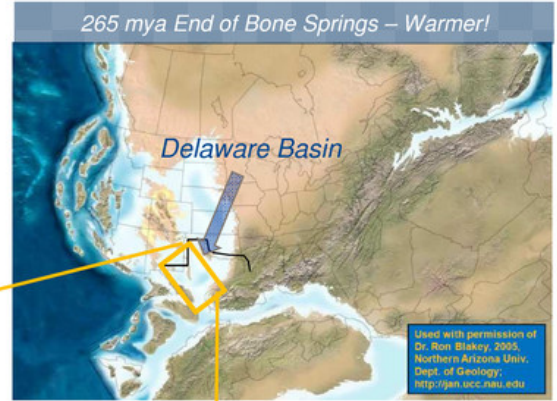 265 mya End of Bone Springs – Warmer!
Delaware Basin
Used with permission of
Dr. Ron Blakey, 2005,
Northern Arizona Univ.
Dept. of Geology;
http://jan.ucc.nau.edu